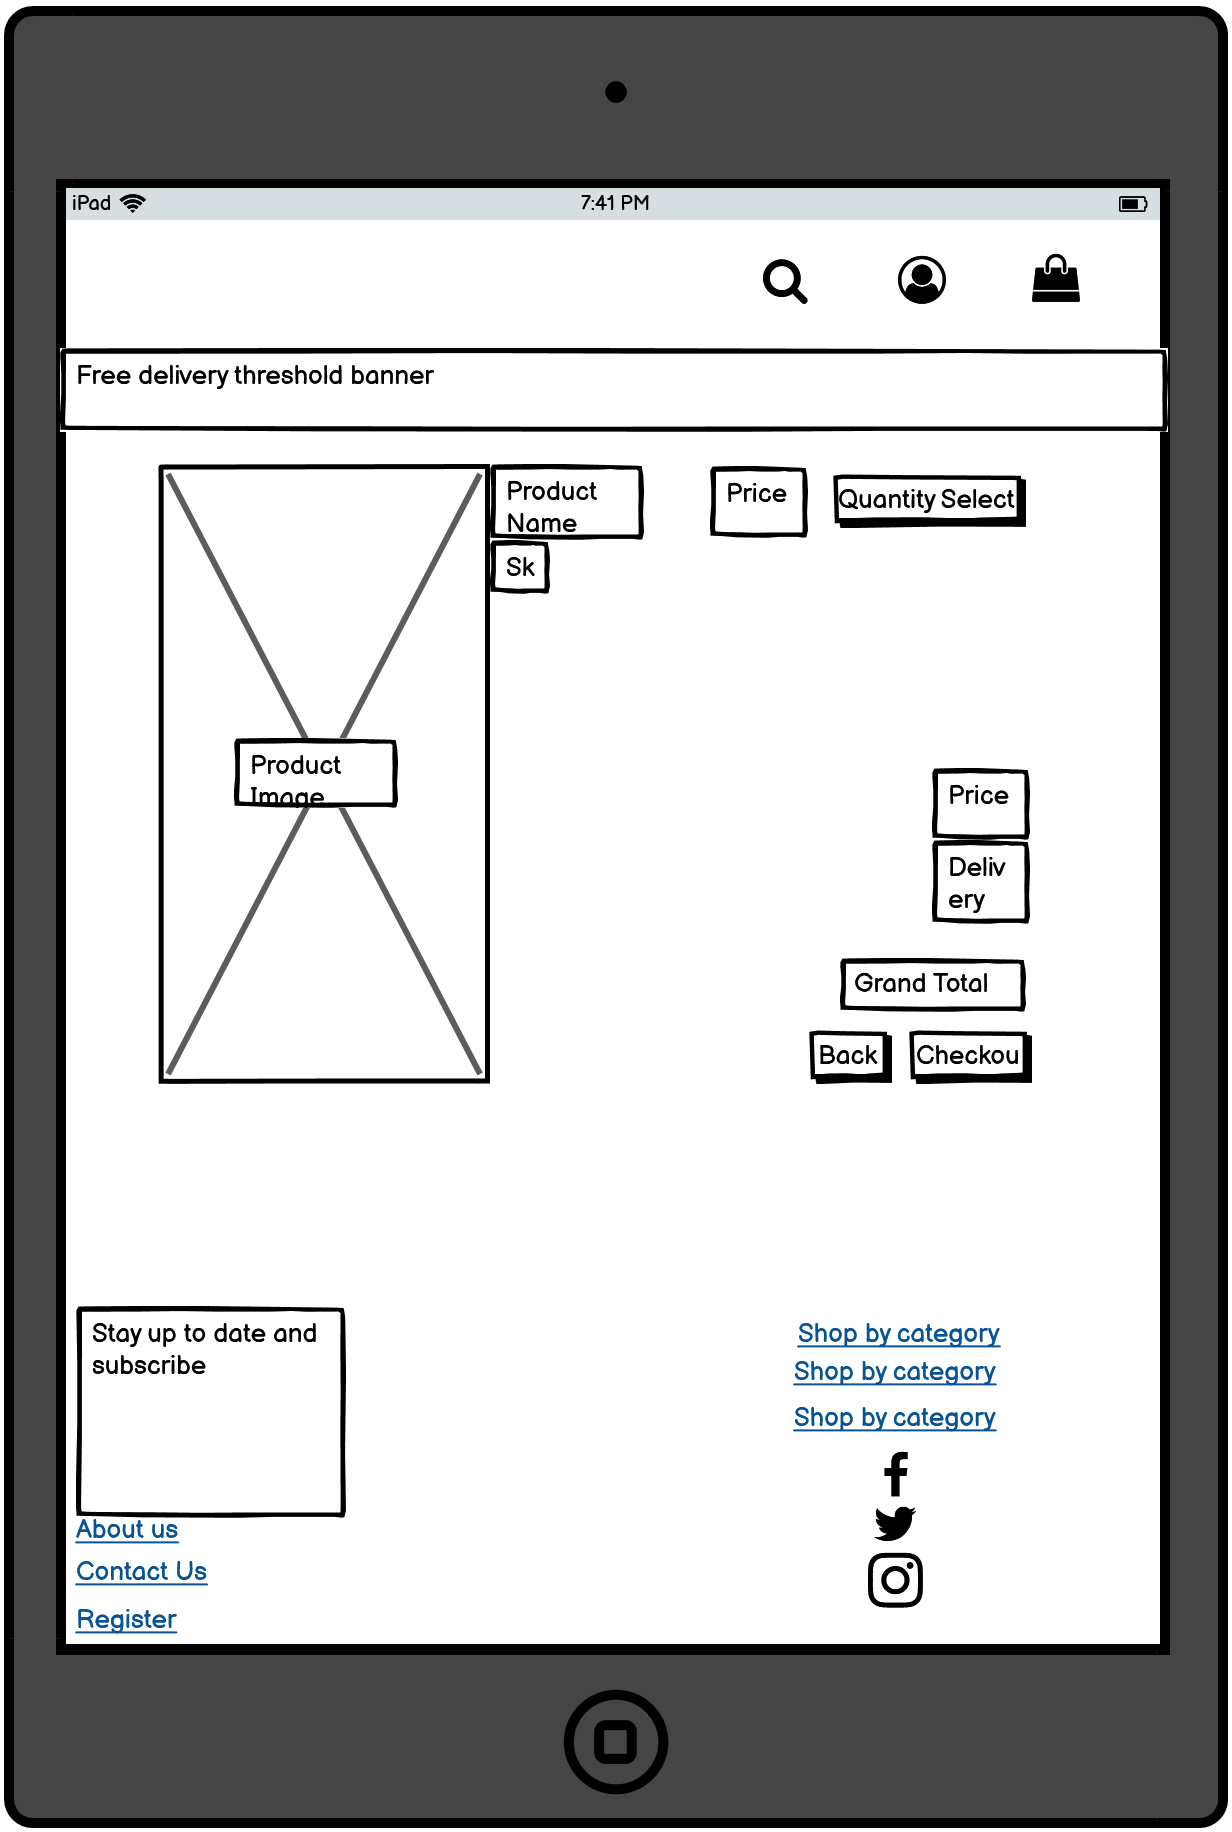 iPad
7:41 PM
Free delivery threshold banner
Product
Name
Price
Quantity Select
Sk
Product
Image
Price
Deliv
ery
Grand Total
Back
Checkou
Stay up to date and
subscribe
About us
Contact Us
Register
Shop by category
Shop by category
Shop by category